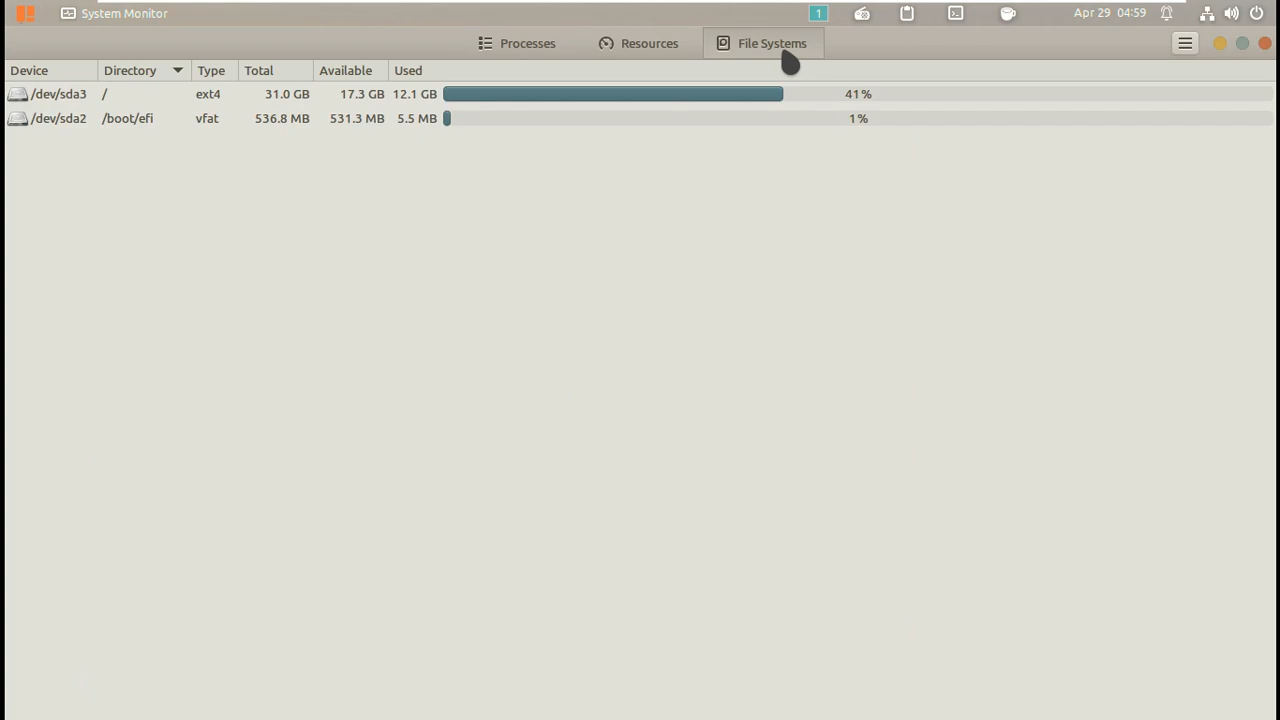 System Monitor 1 Apr 29 04:59
Processes Resources File Systems
Device Directory Type Total Available Used
/dev/sda3 / ext4 31.0 GB 17.3 GB 12.1 GB 41%
/dev/sda2 /boot/efi vfat 536.8 MB 531.3 MB 5.5 MB 1%